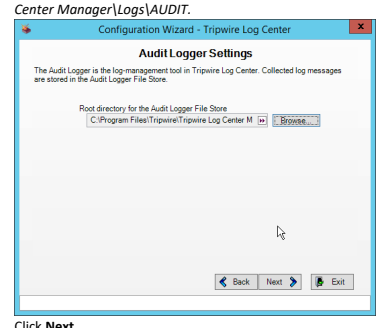 Center Manager\Logs\AUDIT.
Configuration Wizard - Tripwire Log Center
x
Audit Logger Settings
The Audit Logger is the log-management tool in Tripwire Log Center. Collected log messages
are stored in the Audit Logger File Store.
Root directory for the Audit Logger File Store
C:\Program Files\Tripwire\Tripwire Log Center M
Browse...
Back Next Exit
Click Next.